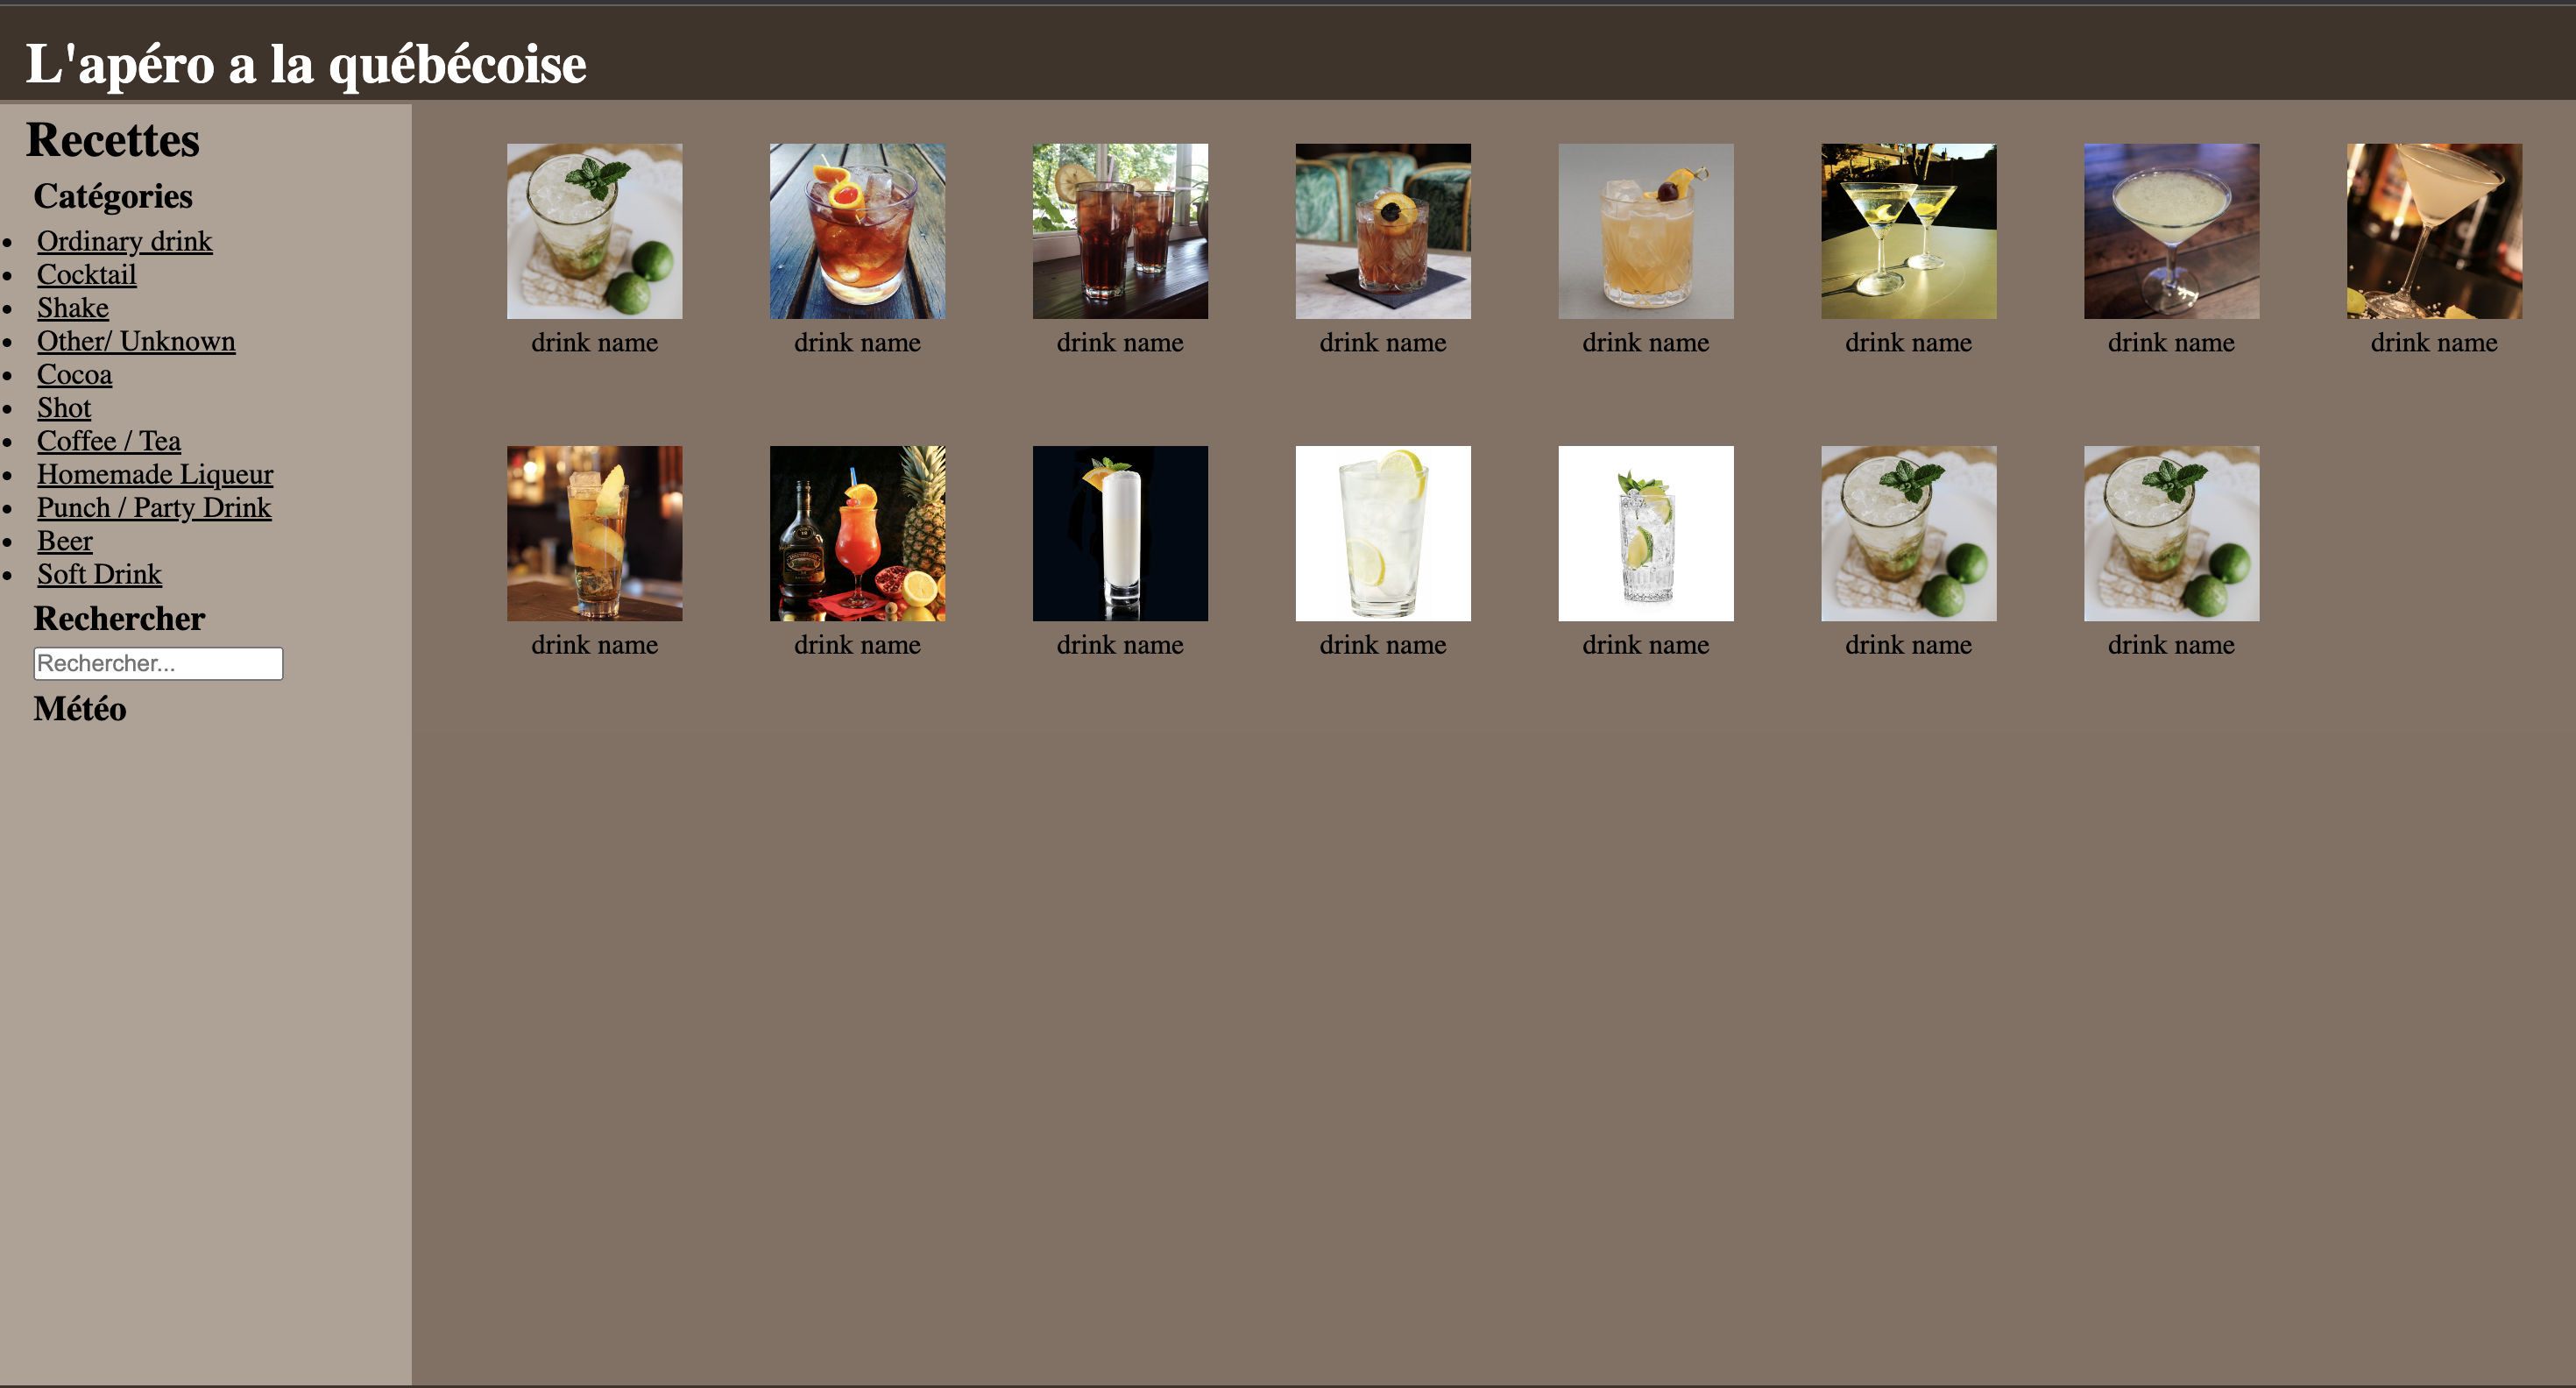 L'apéro a la québécoise
Recettes
Catégories
Ordinary drink
Cocktail
Shake
Other/ Unknown
Cocoa
Shot
Coffee / Tea
Homemade Liqueur
Punch / Party Drink
Beer
Soft Drink
Rechercher
Rechercher...
Météo
drink name drink name drink name drink name drink name drink name drink name drink name
drink name drink name drink name drink name drink name drink name drink name